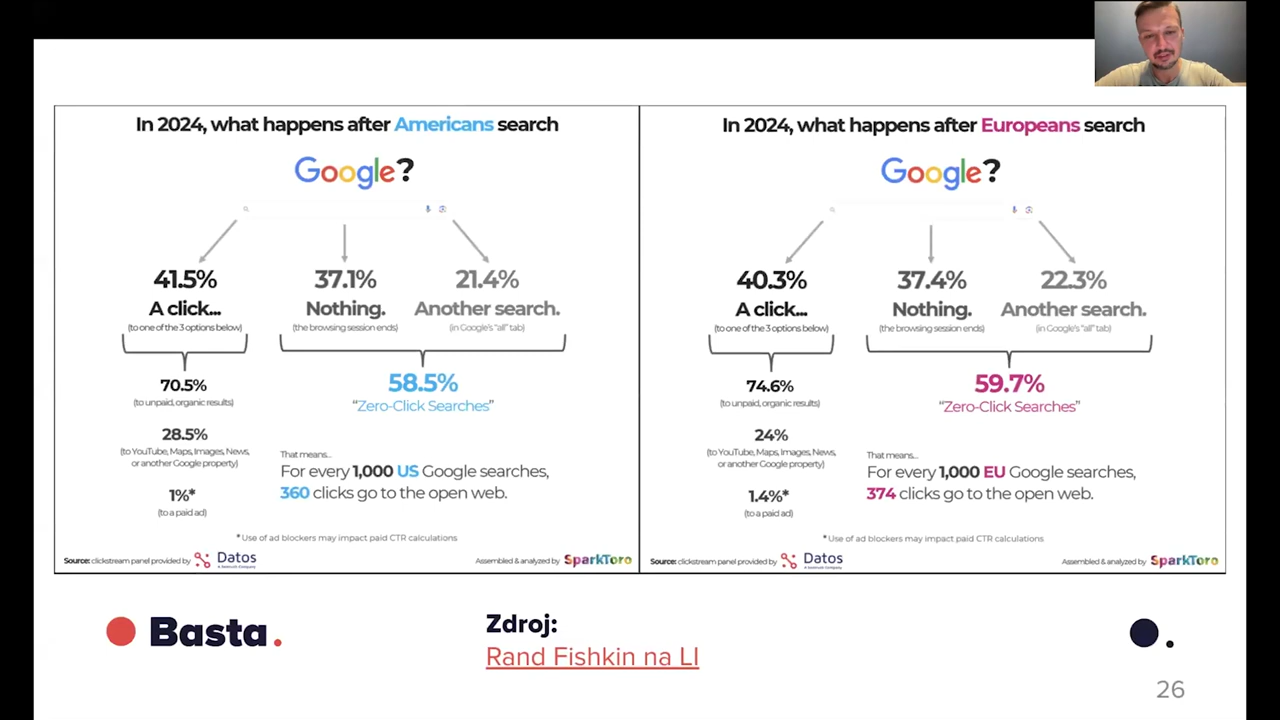 In 2024, what happens after Americans search
Google?
41.5%
A click...
(to one of the 3 options below)
37.1%
Nothing.
(the browsing session ends)
21.4%
Another search.
(in Google's "all" tab)
70.5%
(to unpaid, organic results)
28.5%
(to YouTube, Maps, Images, News,
or another Google property)
1%*
(to a paid ad)
58.5%
"Zero-Click Searches"
That means...
For every 1,000 US Google searches,
360 clicks go to the open web.
* Use of ad blockers may impact paid CTR calculations
Source: clickstream panel provided by Datos
A Semrush Company
Assembled & analyzed by SparkToro
In 2024, what happens after Europeans search
Google?
40.3%
A click...
(to one of the 3 options below)
37.4%
Nothing.
(the browsing session ends)
22.3%
Another search.
(in Google's "all" tab)
74.6%
(to unpaid, organic results)
24%
(to YouTube, Maps, Images, News,
or another Google property)
1.4%*
(to a paid ad)
59.7%
"Zero-Click Searches"
That means...
For every 1,000 EU Google searches,
374 clicks go to the open web.
* Use of ad blockers may impact paid CTR calculations
Source: clickstream panel provided by Datos
A Semrush Company
Assembled & analyzed by SparkToro
Basta.
Zdroj:
Rand Fishkin na LI
26